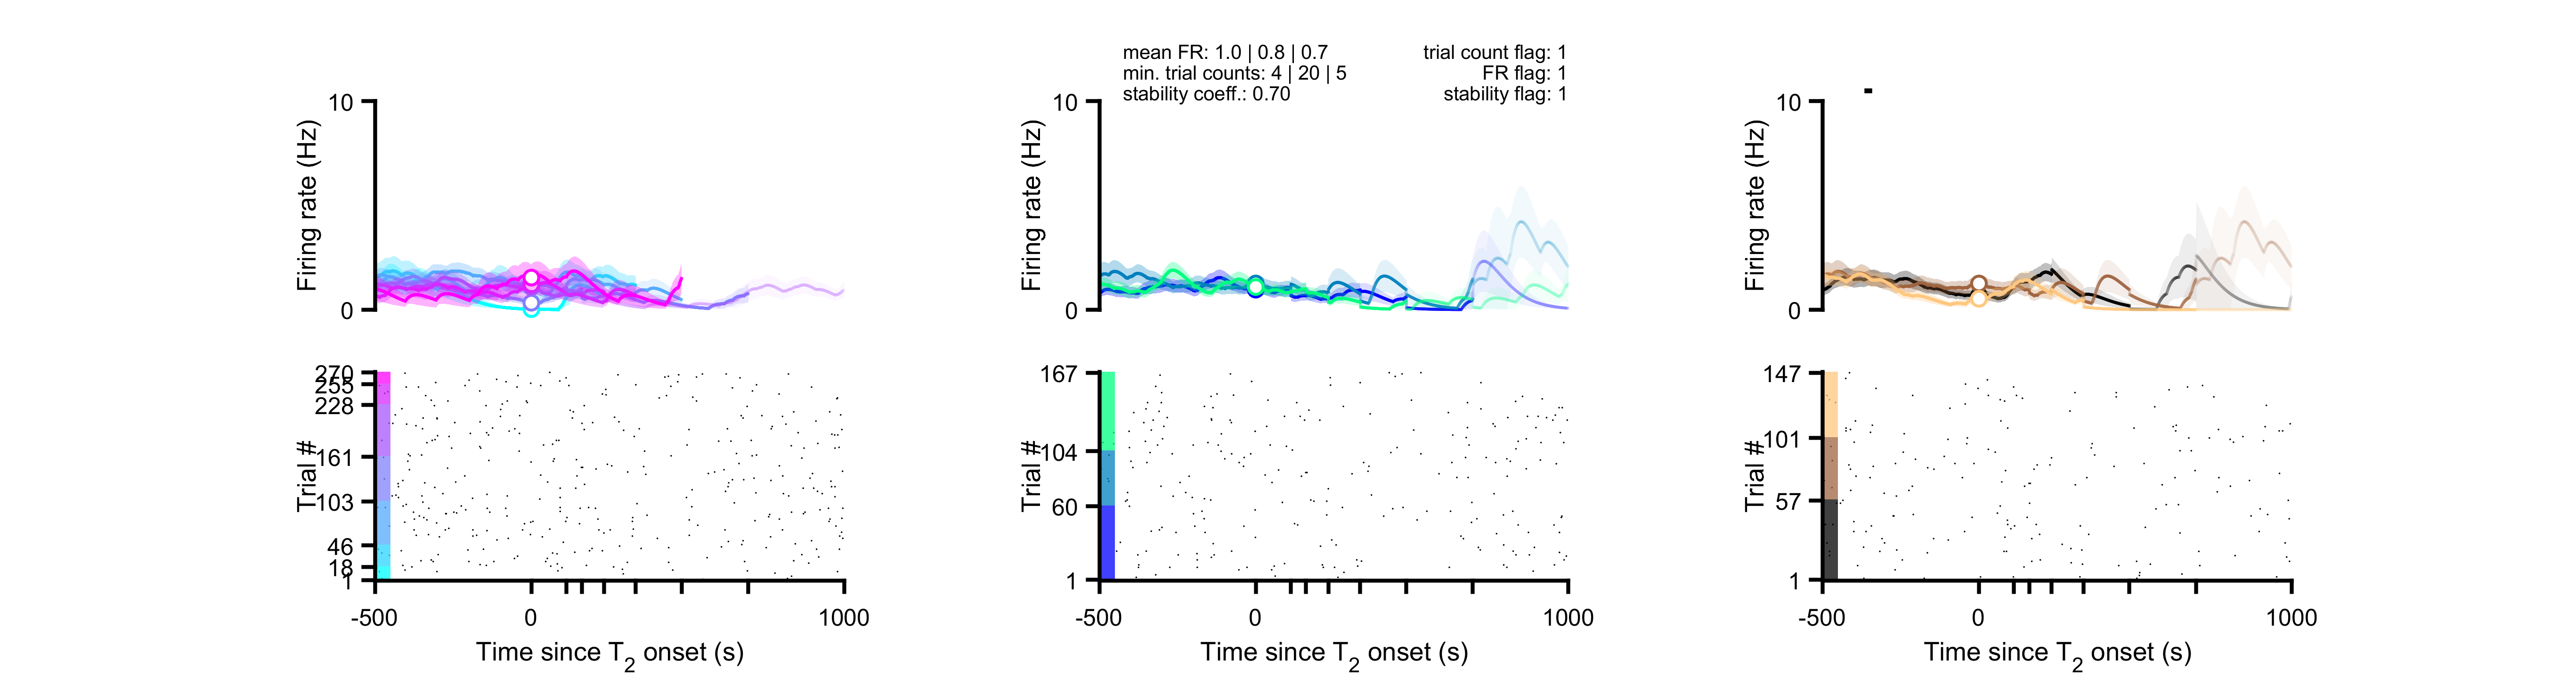 mean FR: 1.0 | 0.8 | 0.7
min. trial counts: 4 | 20 | 5
stability coeff.: 0.70
trial count flag: 1
FR flag: 1
stability flag: 1
10
Firing rate (Hz)
0
10
Firing rate (Hz)
0
10
Firing rate (Hz)
0
270
255
228
161
103
46
18
1
Trial #
-500
0
1000
Time since T2 onset (s)
167
104
60
1
Trial #
-500
0
1000
Time since T2 onset (s)
147
101
57
1
Trial #
-500
0
1000
Time since T2 onset (s)